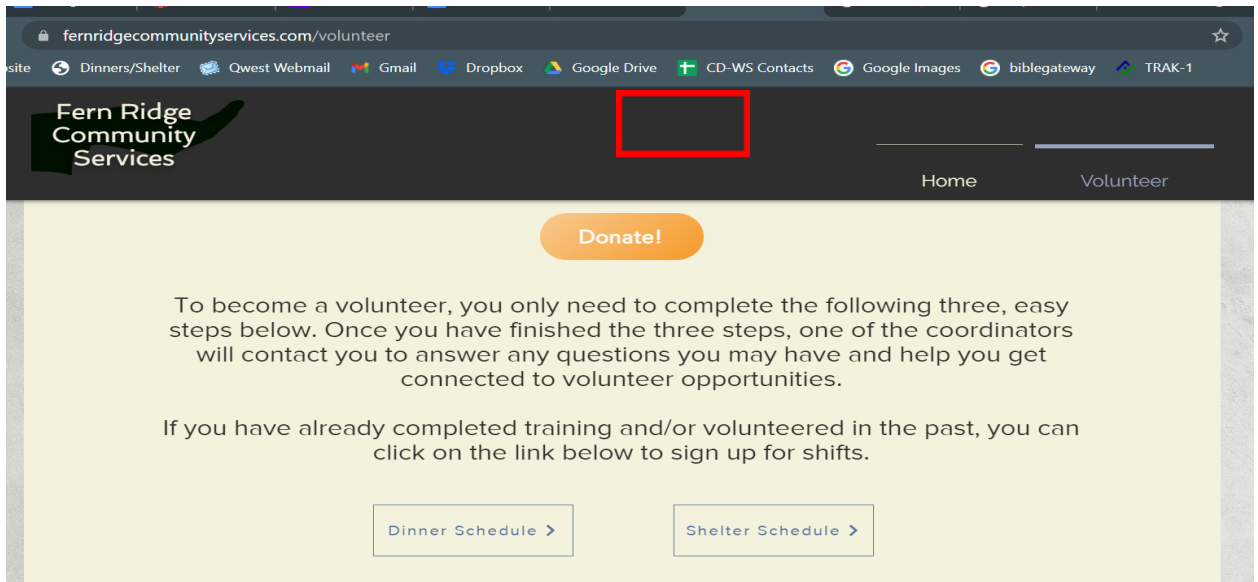 fernridgecommunityservices.com/volunteer
site Dinners/Shelter Qwest Webmail Gmail Dropbox Google Drive CD-WS Contacts Google Images biblegateway TRAK-1
Fern Ridge
Community
Services
Home Volunteer
Donate!
To become a volunteer, you only need to complete the following three, easy
steps below. Once you have finished the three steps, one of the coordinators
will contact you to answer any questions you may have and help you get
connected to volunteer opportunities.
If you have already completed training and/or volunteered in the past, you can
click on the link below to sign up for shifts.
Dinner Schedule >
Shelter Schedule >